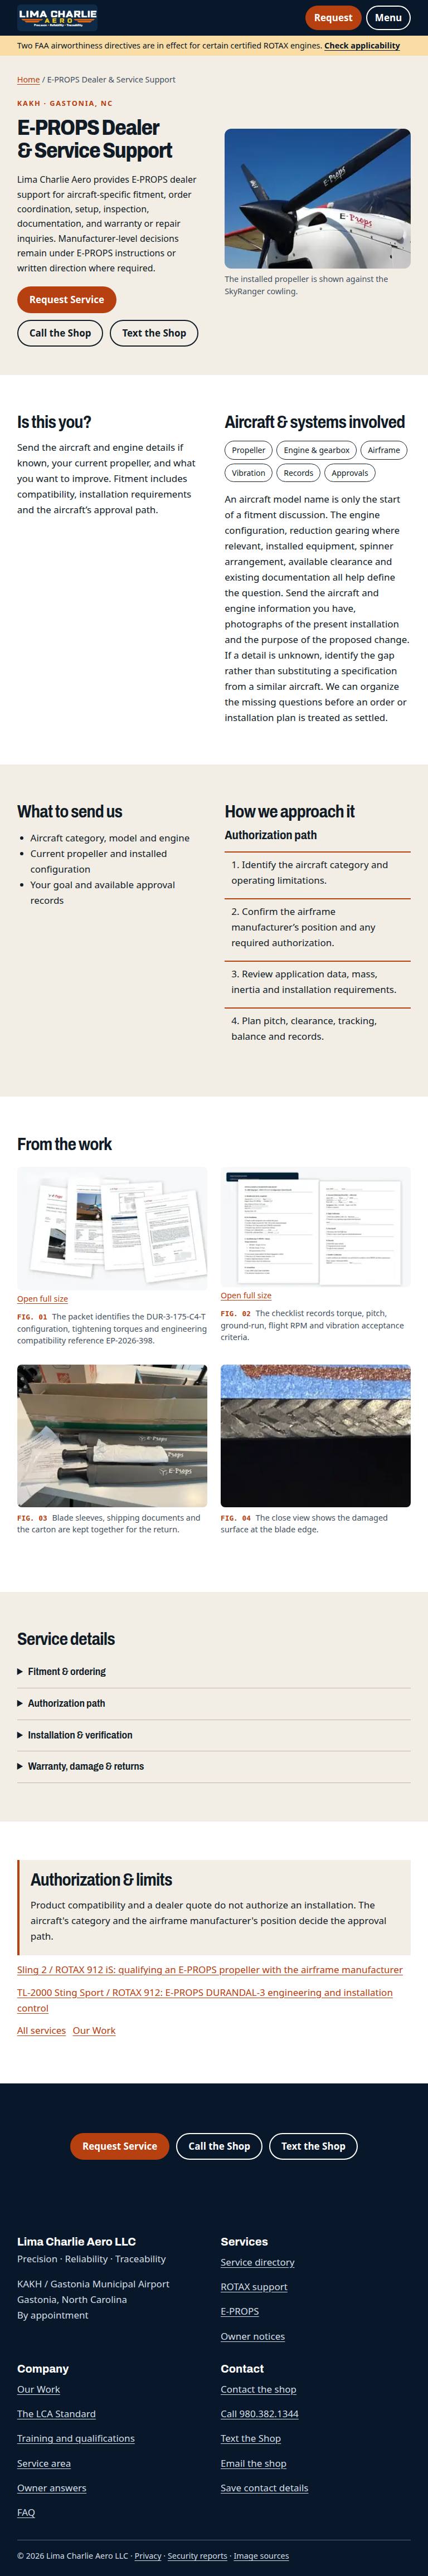 LIMA CHARLIE
AERO
Precision · Reliability · Traceability
Request
Menu
Two FAA airworthiness directives are in effect for certain certified ROTAX engines. Check applicability
Home / E-PROPS Dealer & Service Support
KAKH · GASTONIA, NC
E-PROPS Dealer
& Service Support
Lima Charlie Aero provides E-PROPS dealer
support for aircraft-specific fitment, order
coordination, setup, inspection,
documentation, and warranty or repair
inquiries. Manufacturer-level decisions
remain under E-PROPS instructions or
written direction where required.
Request Service
Call the Shop
Text the Shop
E-Props
E-Props
The installed propeller is shown against the
SkyRanger cowling.
Is this you?
Send the aircraft and engine details if
known, your current propeller, and what
you want to improve. Fitment includes
compatibility, installation requirements
and the aircraft’s approval path.
Aircraft & systems involved
Propeller
Engine & gearbox
Airframe
Vibration
Records
Approvals
An aircraft model name is only the start
of a fitment discussion. The engine
configuration, reduction gearing where
relevant, installed equipment, spinner
arrangement, available clearance and
existing documentation all help define
the question. Send the aircraft and
engine information you have,
photographs of the present installation
and the purpose of the proposed change.
If a detail is unknown, identify the gap
rather than substituting a specification
from a similar aircraft. We can organize
the missing questions before an order or
installation plan is treated as settled.
What to send us
Aircraft category, model and engine
Current propeller and installed
configuration
Your goal and available approval
records
How we approach it
Authorization path
1. Identify the aircraft category and
operating limitations.
2. Confirm the airframe
manufacturer's position and any
required authorization.
3. Review application data, mass,
inertia and installation requirements.
4. Plan pitch, clearance, tracking,
balance and records.
From the work
Open full size
FIG. 01 The packet identifies the DUR-3-175-C4-T
configuration, tightening torques and engineering
compatibility reference EP-2026-398.
Open full size
FIG. 02 The checklist records torque, pitch,
ground-run, flight RPM and vibration acceptance
criteria.
E-Props
FIG. 03 Blade sleeves, shipping documents and
the carton are kept together for the return.
FIG. 04 The close view shows the damaged
surface at the blade edge.
Service details
Fitment & ordering
Authorization path
Installation & verification
Warranty, damage & returns
Authorization & limits
Product compatibility and a dealer quote do not authorize an installation. The
aircraft's category and the airframe manufacturer's position decide the approval
path.
Sling 2 / ROTAX 912 iS: qualifying an E-PROPS propeller with the airframe manufacturer
TL-2000 Sting Sport / ROTAX 912: E-PROPS DURANDAL-3 engineering and installation
control
All services Our Work
Request Service
Call the Shop
Text the Shop
Lima Charlie Aero LLC
Precision · Reliability · Traceability
KAKH / Gastonia Municipal Airport
Gastonia, North Carolina
By appointment
Services
Service directory
ROTAX support
E-PROPS
Owner notices
Company
Our Work
The LCA Standard
Training and qualifications
Service area
Owner answers
FAQ
Contact
Contact the shop
Call 980.382.1344
Text the Shop
Email the shop
Save contact details
© 2026 Lima Charlie Aero LLC · Privacy · Security reports · Image sources